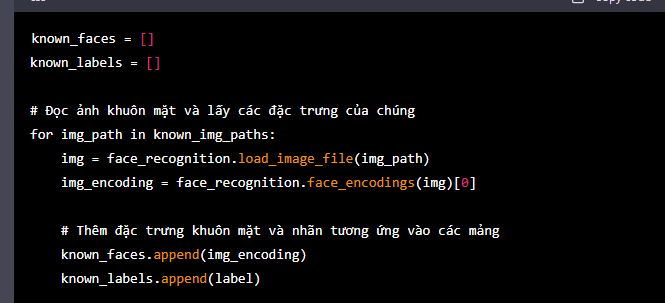 known_faces = []
known_labels = []
# Đọc ảnh khuôn mặt và lấy các đặc trưng của chúng
for img_path in known_img_paths:
    img = face_recognition.load_image_file(img_path)
    img_encoding = face_recognition.face_encodings(img)[0]
    # Thêm đặc trưng khuôn mặt và nhãn tương ứng vào các mảng
    known_faces.append(img_encoding)
    known_labels.append(label)